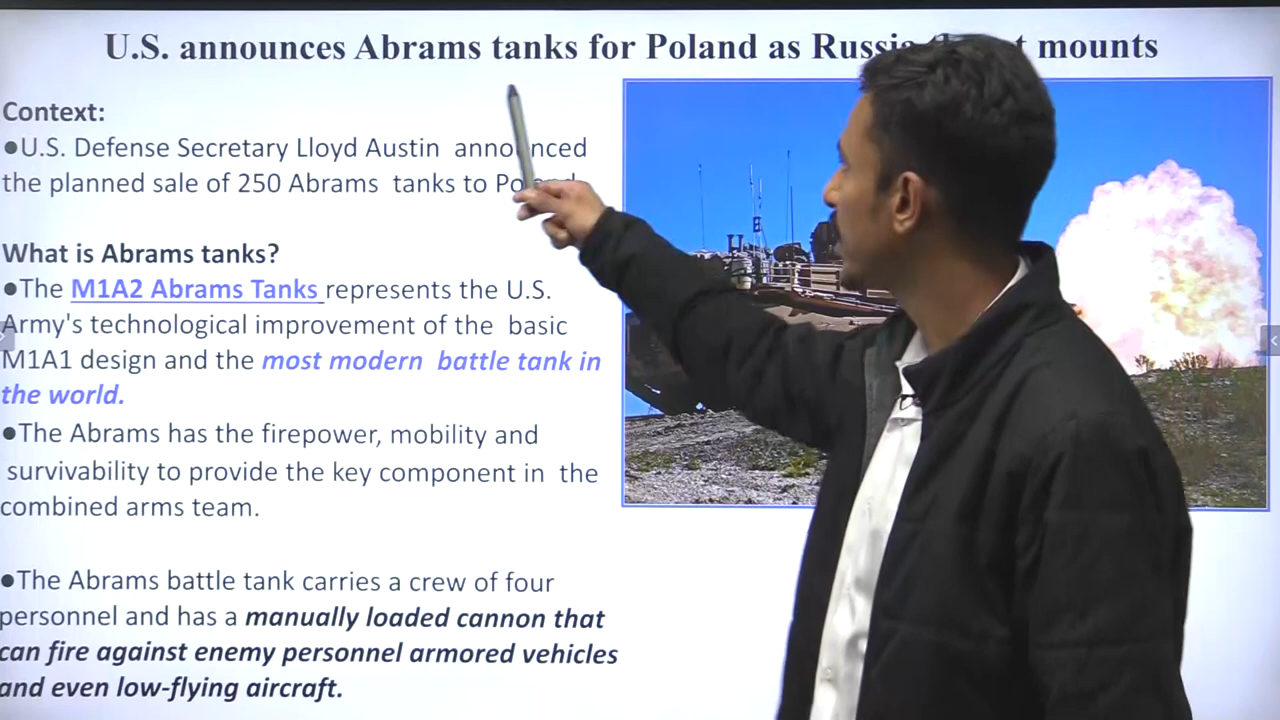 U.S. announces Abrams tanks for Poland as Russia mounts
Context:
●U.S. Defense Secretary Lloyd Austin announced
the planned sale of 250 Abrams tanks to Poland
What is Abrams tanks?
●The M1A2 Abrams Tanks represents the U.S.
Army's technological improvement of the basic
M1A1 design and the most modern battle tank in
the world.
●The Abrams has the firepower, mobility and
survivability to provide the key component in the
combined arms team.
●The Abrams battle tank carries a crew of four
personnel and has a manually loaded cannon that
can fire against enemy personnel armored vehicles
and even low-flying aircraft.